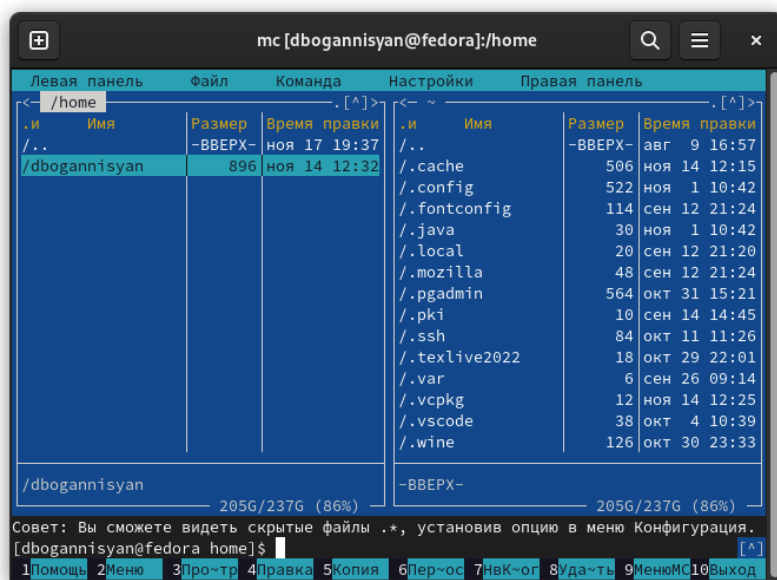 mc [dbogannisyan@fedora]:/home
Левая панель Файл Команда Настройки Правая панель
<─ /home ─.[^]>┐<─ ~ ─.[^]>
.и Имя Размер Время правки .и Имя Размер Время правки
/.. -ВВЕРХ- ноя 17 19:37 /.. -ВВЕРХ- авг 9 16:57
/dbogannisyan 896 ноя 14 12:32 /.cache 506 ноя 14 12:15
/.config 522 ноя 1 10:42
/.fontconfig 114 сен 12 21:24
/.java 30 ноя 1 10:42
/.local 20 сен 12 21:20
/.mozilla 48 сен 12 21:24
/.pgadmin 564 окт 31 15:21
/.pki 10 сен 14 14:45
/.ssh 84 окт 11 11:26
/.texlive2022 18 окт 29 22:01
/.var 6 сен 26 09:14
/.vcpkg 12 ноя 14 12:25
/.vscode 38 окт 4 10:39
/.wine 126 окт 30 23:33
/dbogannisyan -ВВЕРХ-
205G/237G (86%) 205G/237G (86%)
Совет: Вы сможете видеть скрытые файлы .*, установив опцию в меню Конфигурация.
[dbogannisyan@fedora home]$ [^]
1Помощь 2Меню 3Про~тр 4Правка 5Копия 6Пер~ос 7НвК~ог 8Уда~ть 9МенюМС10Выход